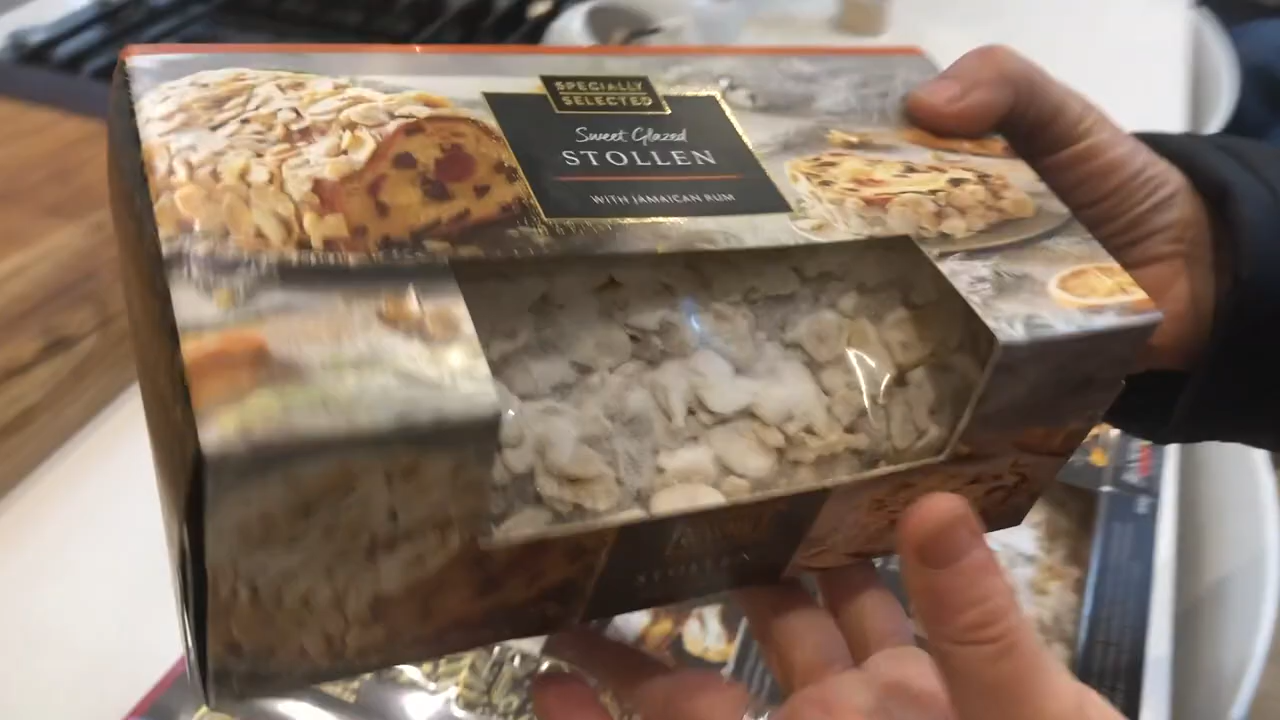 SPECIALLY
SELECTED
Sweet Glazed
STOLLEN
WITH JAMAICAN RUM